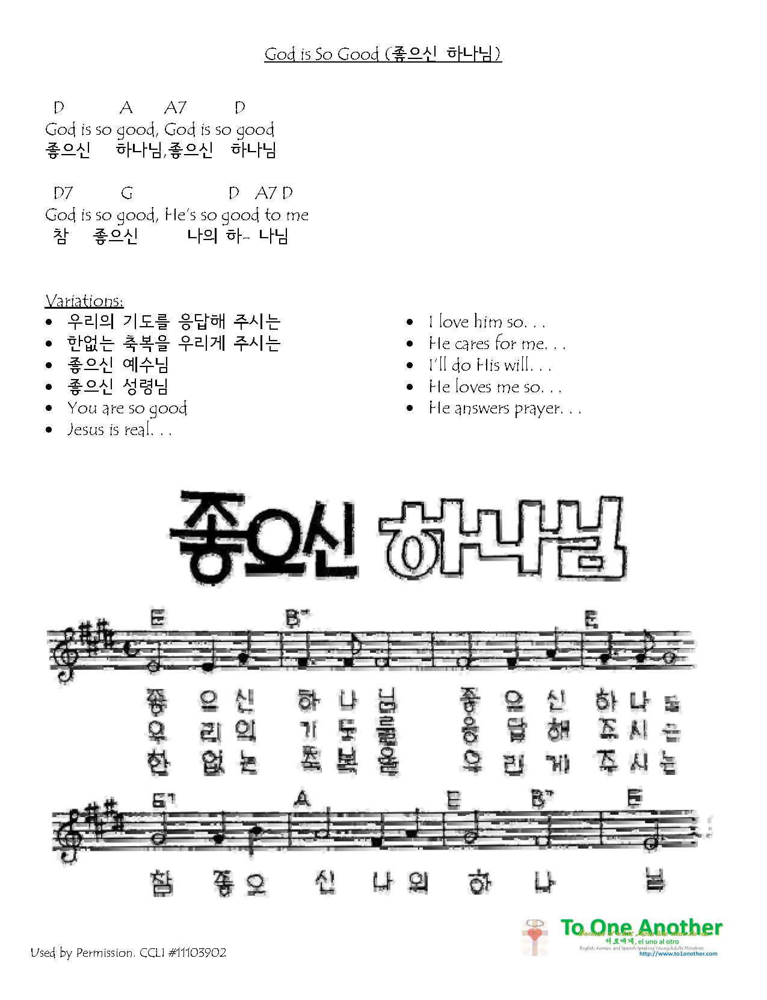 God is So Good (좋으신 하나님)
D A A7 D
God is so good, God is so good
좋으신 하나님,좋으신 하나님
D7 G D A7 D
God is so good, He's so good to me
참 좋으신 나의 하- 나님
Variations:
• 우리의 기도를 응답해 주시는
• 한없는 축복을 우리게 주시는
• 좋으신 예수님
• 좋으신 성령님
• You are so good
• Jesus is real. . .
• I love him so. . .
• He cares for me. . .
• I'll do His will. . .
• He loves me so. . .
• He answers prayer. . .
좋으신 하나님
E B7 E
좋 으 신 하 나 님 좋 으 신 하 나 님
우 리 의 기 도 를 응 답 해 주 시 는
한 없 는 축 복 을 우 리 게 주 시 는
A E B7 E
참 좋 으 신 나 의 하 나 님
To One Another
Because of what Jesus has done for us
서로에게, el uno al otro
English, Korean, and Spanish Speaking Young Adults Ministries
http://www.to1another.com
Used by Permission. CCLI #11103902